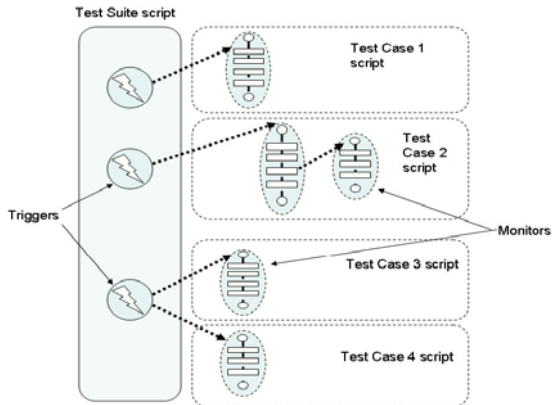 Test Suite script
Test Case 1
script
Test
Case 2
script
Triggers
Monitors
Test Case 3 script
Test Case 4 script